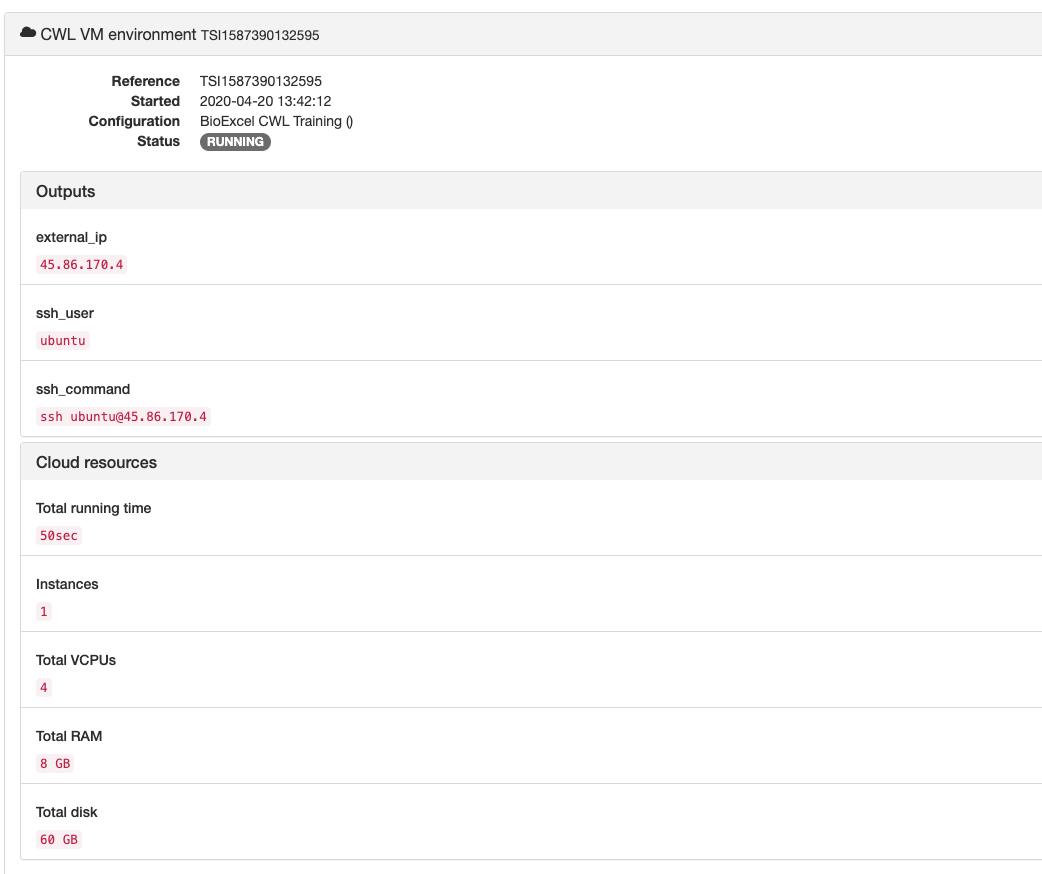 CWL VM environment TSI1587390132595
Reference TSI1587390132595
Started 2020-04-20 13:42:12
Configuration BioExcel CWL Training ()
Status RUNNING
Outputs
external_ip
45.86.170.4
ssh_user
ubuntu
ssh_command
ssh ubuntu@45.86.170.4
Cloud resources
Total running time
50sec
Instances
1
Total VCPUs
4
Total RAM
8 GB
Total disk
60 GB